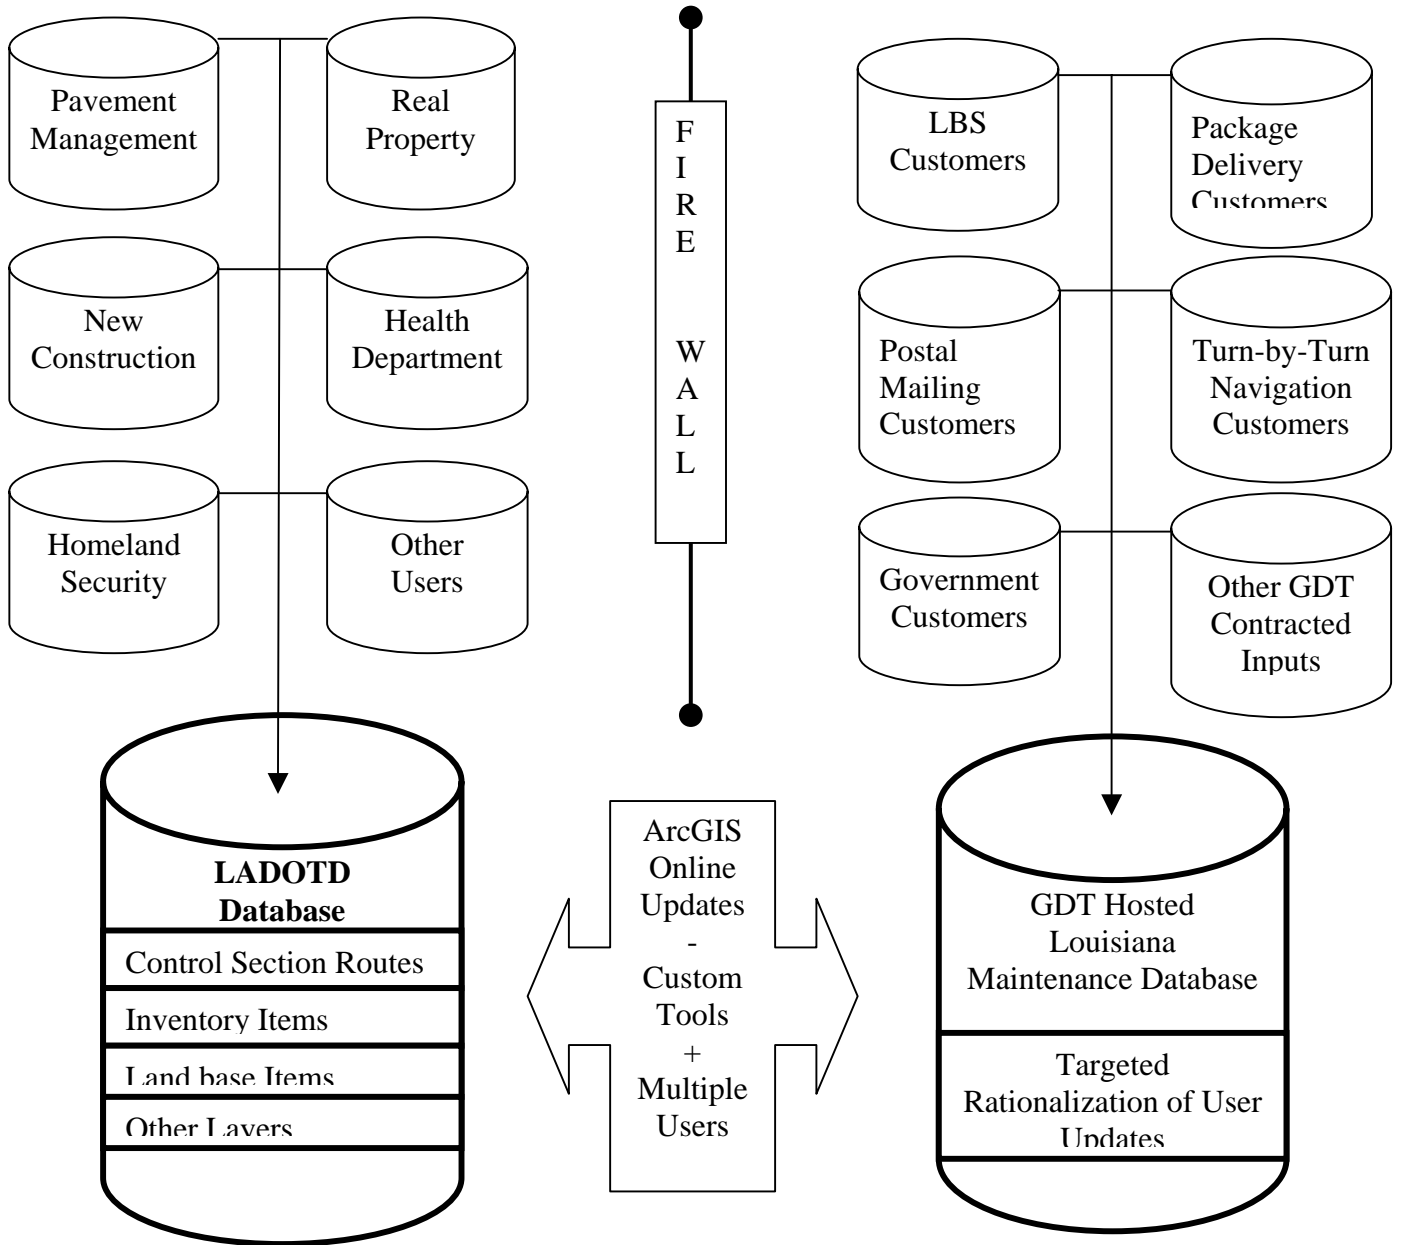 Pavement
Management
Real
Property
New
Construction
Health
Department
Homeland
Security
Other
Users
LADOTD
Database
Control Section Routes
Inventory Items
Land base Items
Other Layers
F
I
R
E
W
A
L
L
ArcGIS
Online
Updates
-
Custom
Tools
+
Multiple
Users
LBS
Customers
Package
Delivery
Customers
Postal
Mailing
Customers
Turn-by-Turn
Navigation
Customers
Government
Customers
Other GDT
Contracted
Inputs
GDT Hosted
Louisiana
Maintenance Database
Targeted
Rationalization of User
Updates